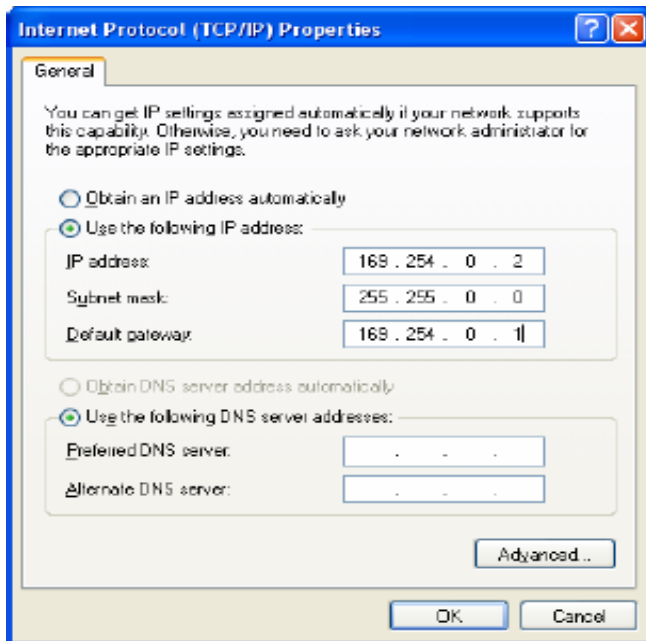 Internet Protocol (TCP/IP) Properties
General
You can get IP settings assigned automatically if your network supports
this capability. Otherwise, you need to ask your network administrator for
the appropriate IP settings.
Obtain an IP address automatically
Use the following IP address:
IP address: 169 . 254 . 0 . 2
Subnet mask: 255 . 255 . 0 . 0
Default gateway: 169 . 254 . 0 . 1
Obtain DNS server address automatically
Use the following DNS server addresses:
Preferred DNS server: . . .
Alternate DNS server: . . .
Advanced...
OK Cancel